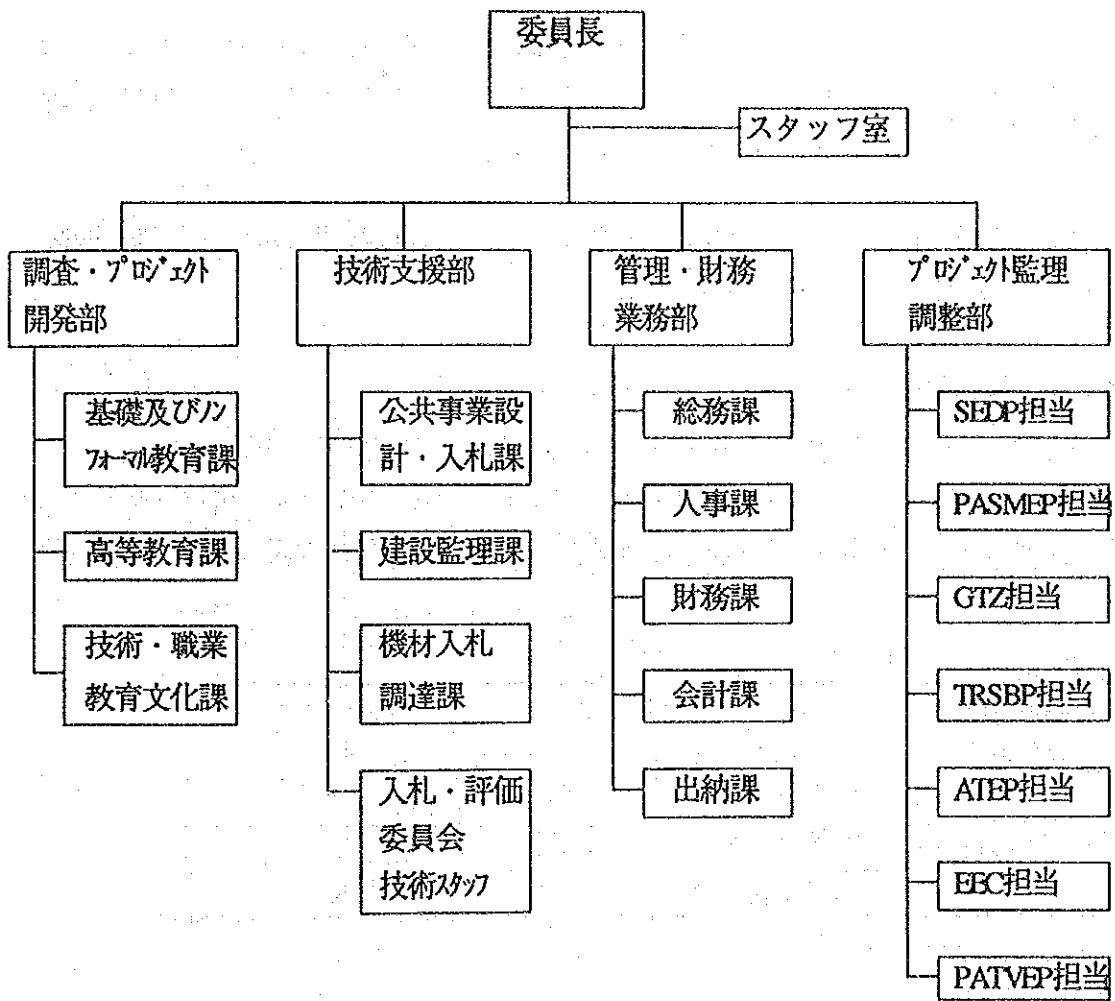 委員長
スタッフ室
調査・プロジェクト
開発部
技術支援部
管理・財務
業務部
プロジェクト監理
調整部
基礎及びノン
フォーマル教育課
高等教育課
技術・職業
教育文化課
公共事業設
計・入札課
建設監理課
機材入札
調達課
入札・評価
委員会
技術スタッフ
総務課
人事課
財務課
会計課
出納課
SEDP担当
PASMEP担当
GTZ担当
TRSBP担当
ATEP担当
EEC担当
PATVEP担当